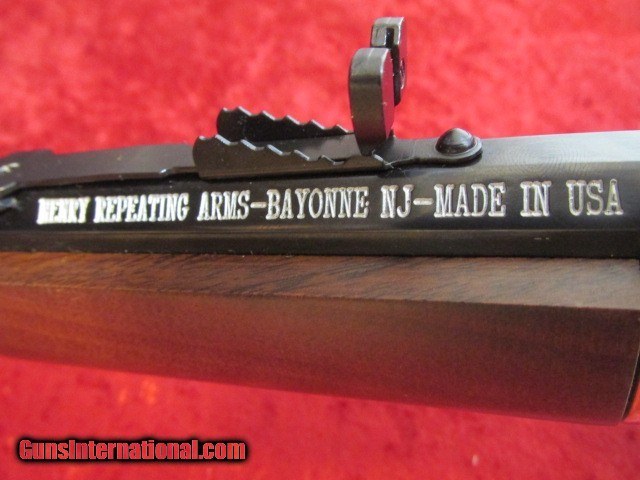 HENRY REPEATING ARMS-BAYONNE NJ-MADE IN USA
GunsInternational.com